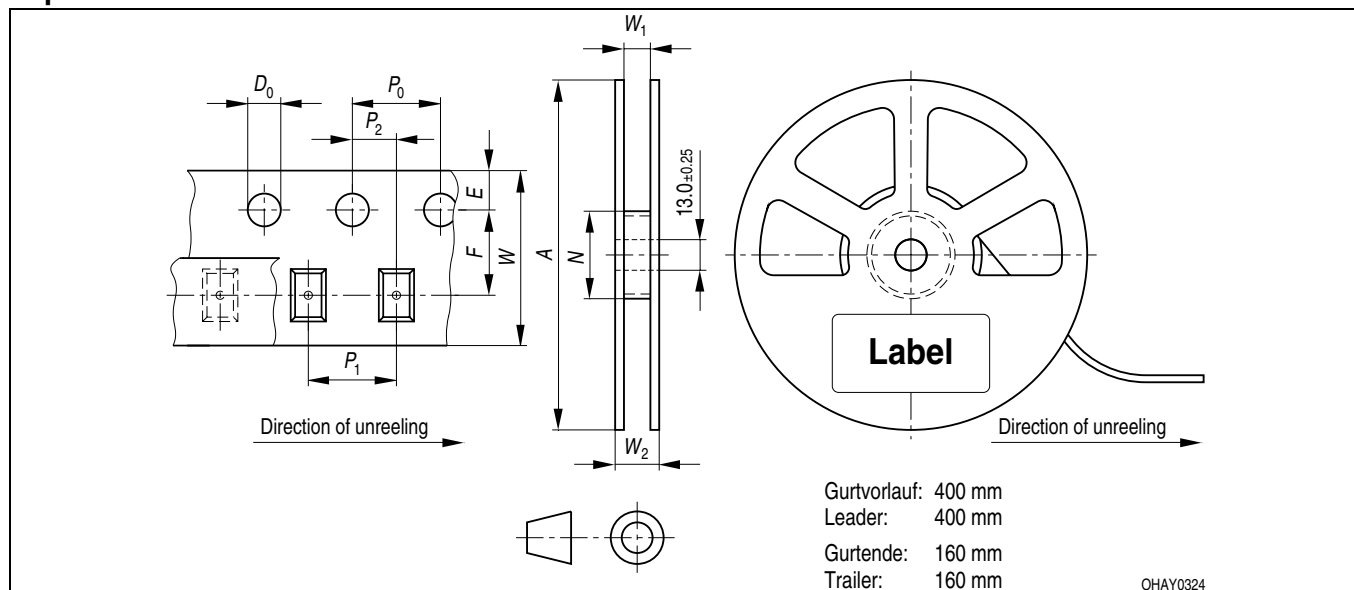 W₁
D₀
P₀
P₂
E
F
W
A
N
13.0±0.25
Label
P₁
Direction of unreeling
W₂
Direction of unreeling
Gurtvorlauf: 400 mm
Leader: 400 mm
Gurtende: 160 mm
Trailer: 160 mm
OHAY0324